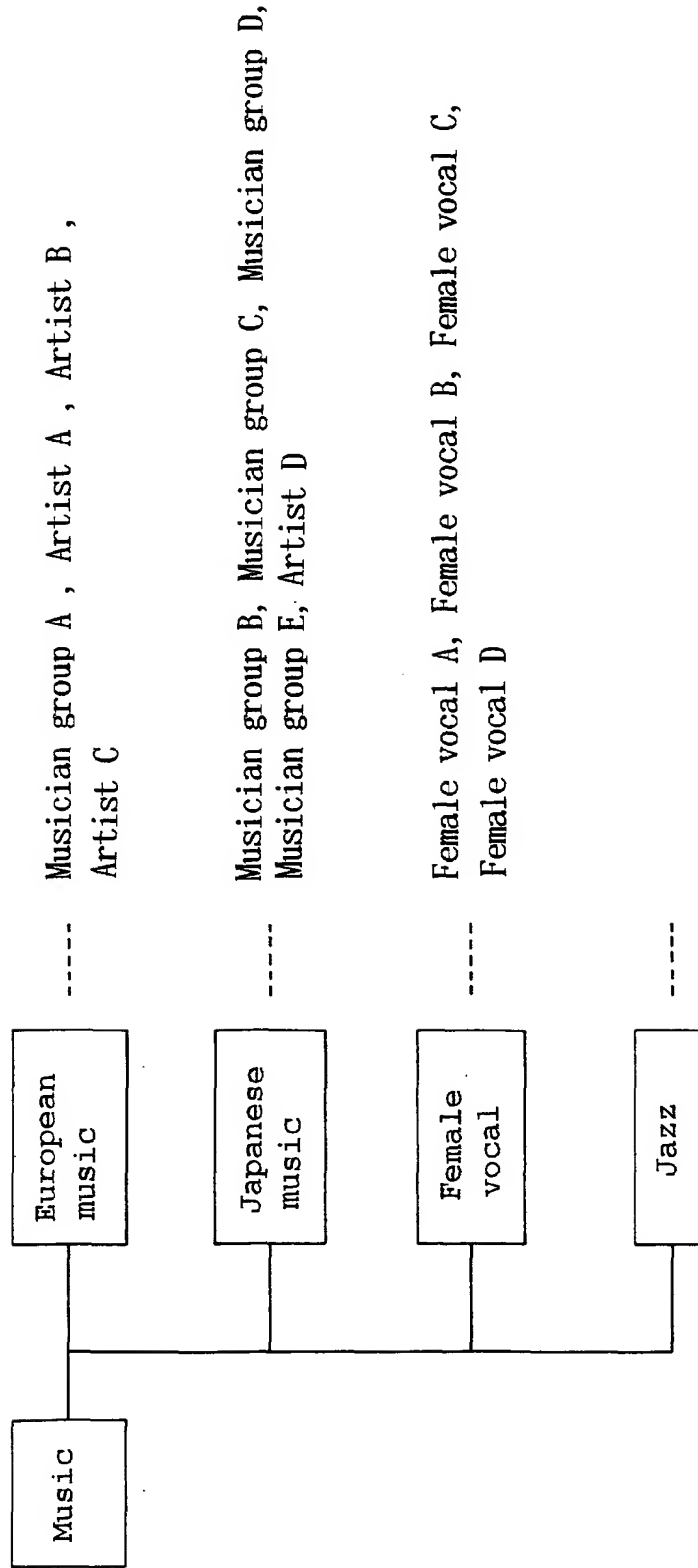 Music
European
music
-----
Musician group A , Artist A , Artist B ,
Artist C
Japanese
music
-----
Musician group B, Musician group C, Musician group D,
Musician group E, Artist D
Female
vocal
-----
Female vocal A, Female vocal B, Female vocal C,
Female vocal D
Jazz
-----